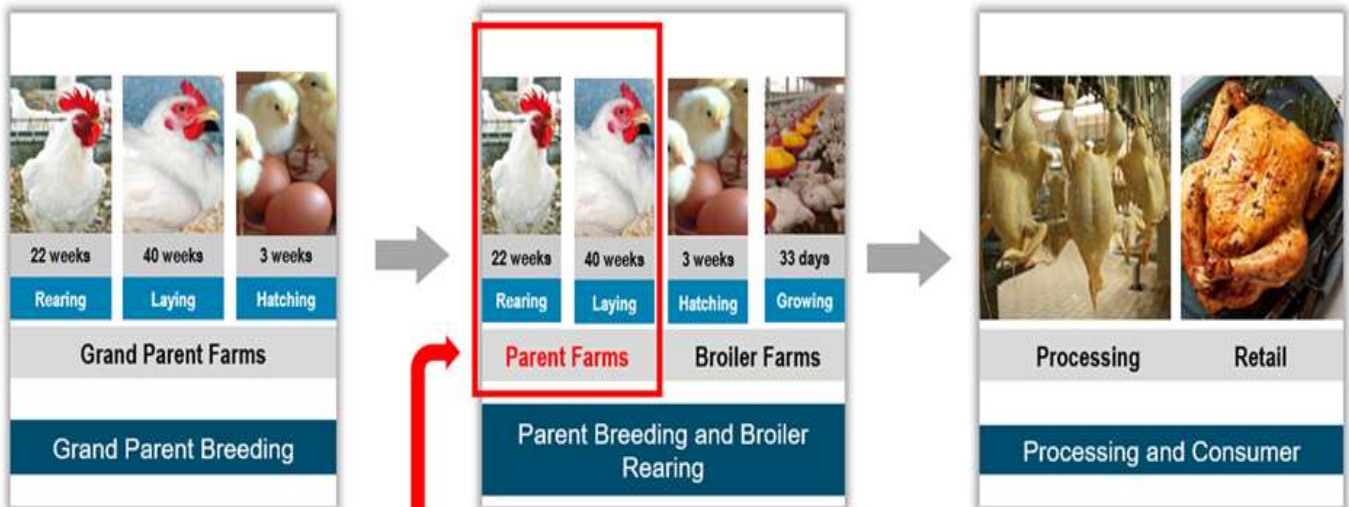 22 weeks
40 weeks
3 weeks
Rearing
Laying
Hatching
Grand Parent Farms
Grand Parent Breeding
22 weeks
40 weeks
3 weeks
33 days
Rearing
Laying
Hatching
Growing
Parent Farms
Broiler Farms
Parent Breeding and Broiler
Rearing
Processing
Retail
Processing and Consumer